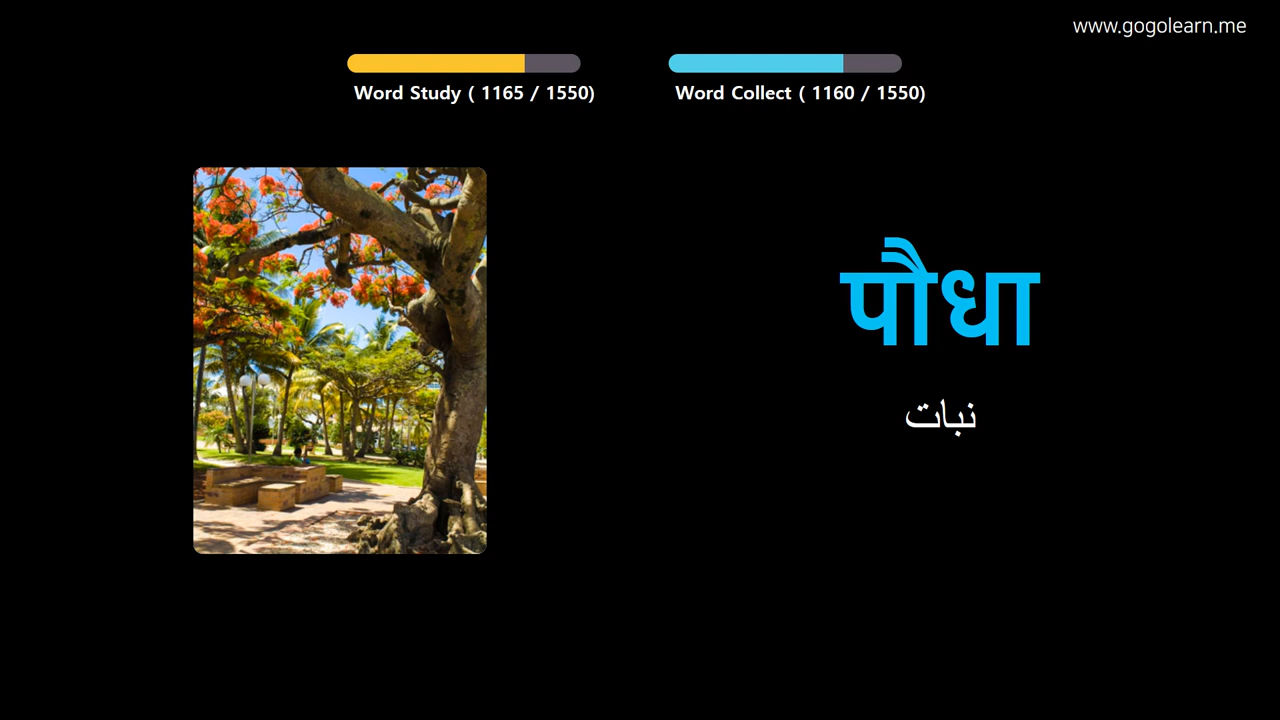 www.gogolearn.me
Word Study ( 1165 / 1550)
Word Collect ( 1160 / 1550)
पौधा
نبات